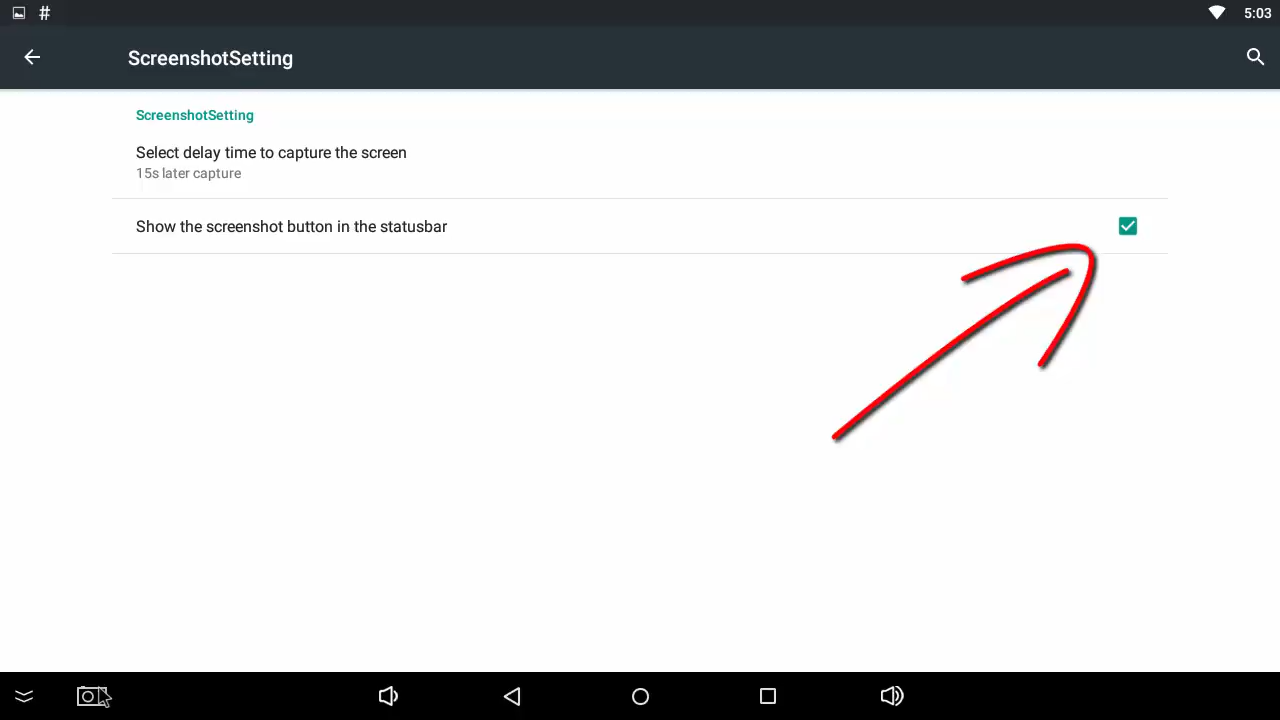 # 5:03
ScreenshotSetting
ScreenshotSetting
Select delay time to capture the screen
15s later capture
Show the screenshot button in the statusbar